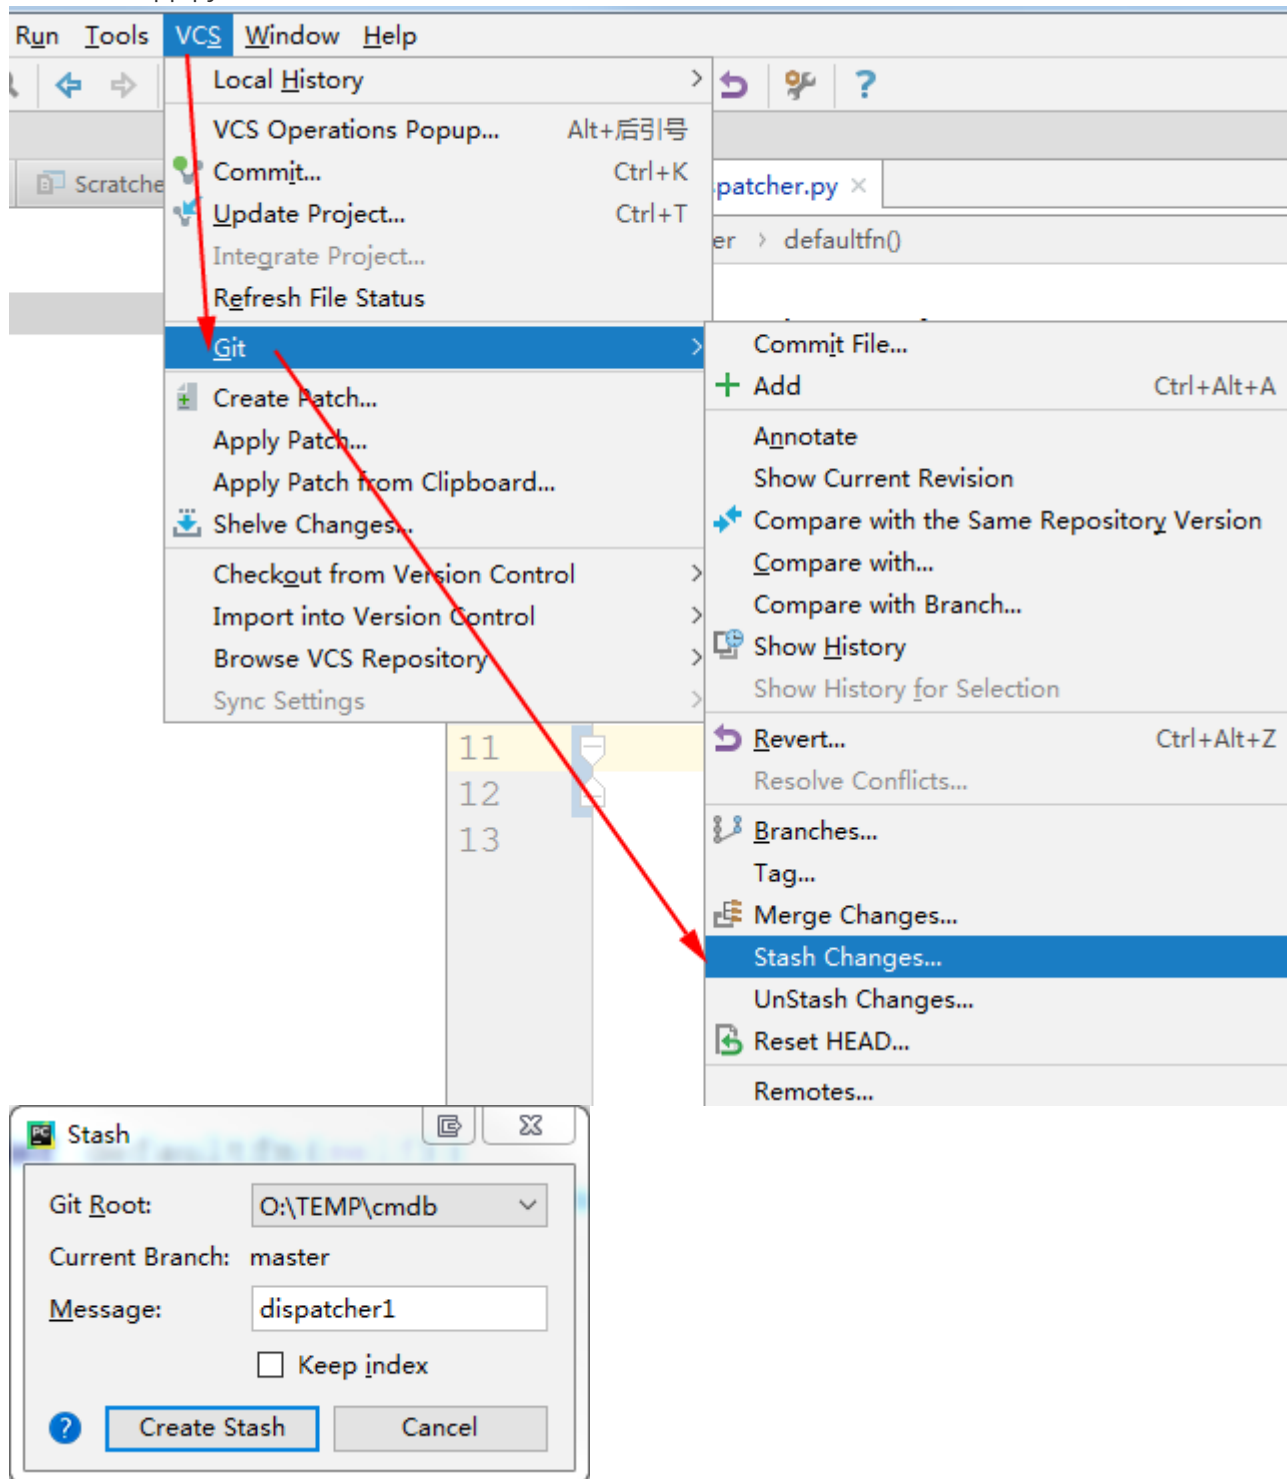 Run Tools VCS Window Help
Local History
VCS Operations Popup... Alt+后引号
Commit... Ctrl+K
Update Project... Ctrl+T
Integrate Project...
Refresh File Status
Git
Create Patch...
Apply Patch...
Apply Patch from Clipboard...
Shelve Changes...
Checkout from Version Control
Import into Version Control
Browse VCS Repository
Sync Settings
Scratche
patcher.py
er › defaultfn()
Commit File...
Add Ctrl+Alt+A
Annotate
Show Current Revision
Compare with the Same Repository Version
Compare with...
Compare with Branch...
Show History
Show History for Selection
Revert... Ctrl+Alt+Z
Resolve Conflicts...
Branches...
Tag...
Merge Changes...
Stash Changes...
UnStash Changes...
Reset HEAD...
Remotes...
11
12
13
Stash
Git Root: O:\TEMP\cmdb
Current Branch: master
Message: dispatcher1
Keep index
Create Stash Cancel